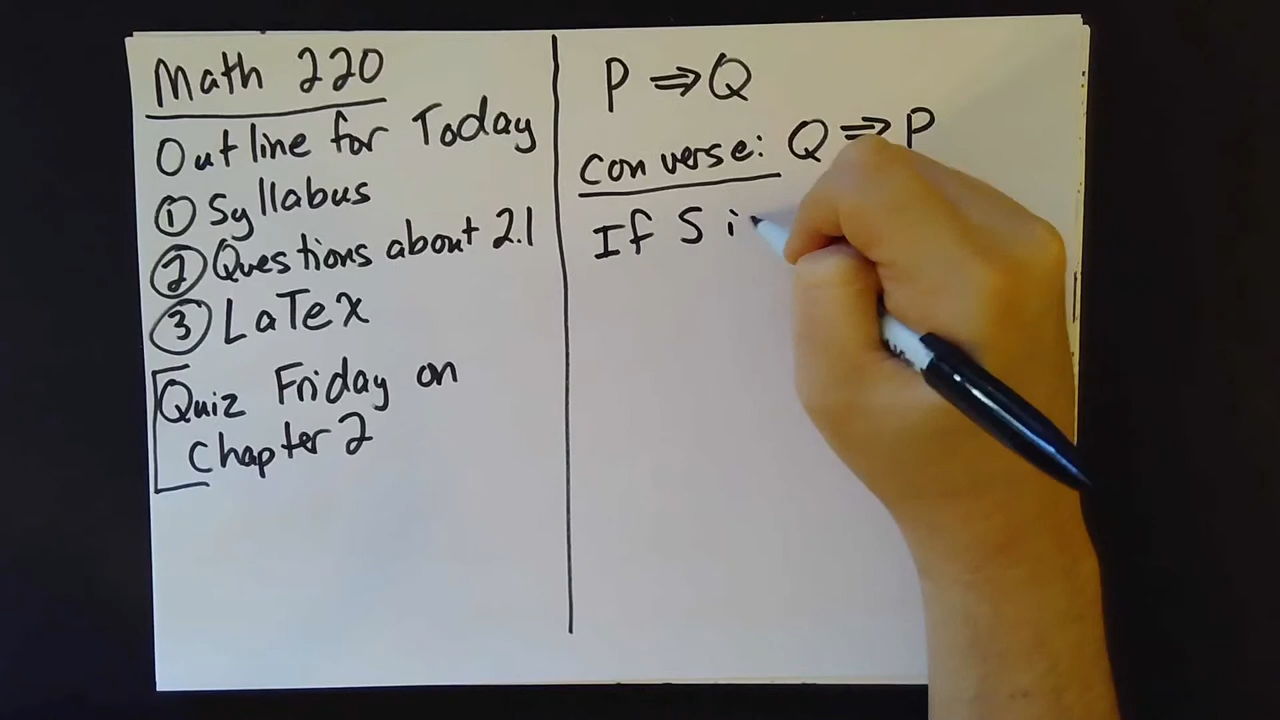 Math 220
Outline for Today
① Syllabus
② Questions about 2.1
③ LaTex
Quiz Friday on
Chapter 2
P ⇒ Q
Converse: Q ⇒ P
If S i